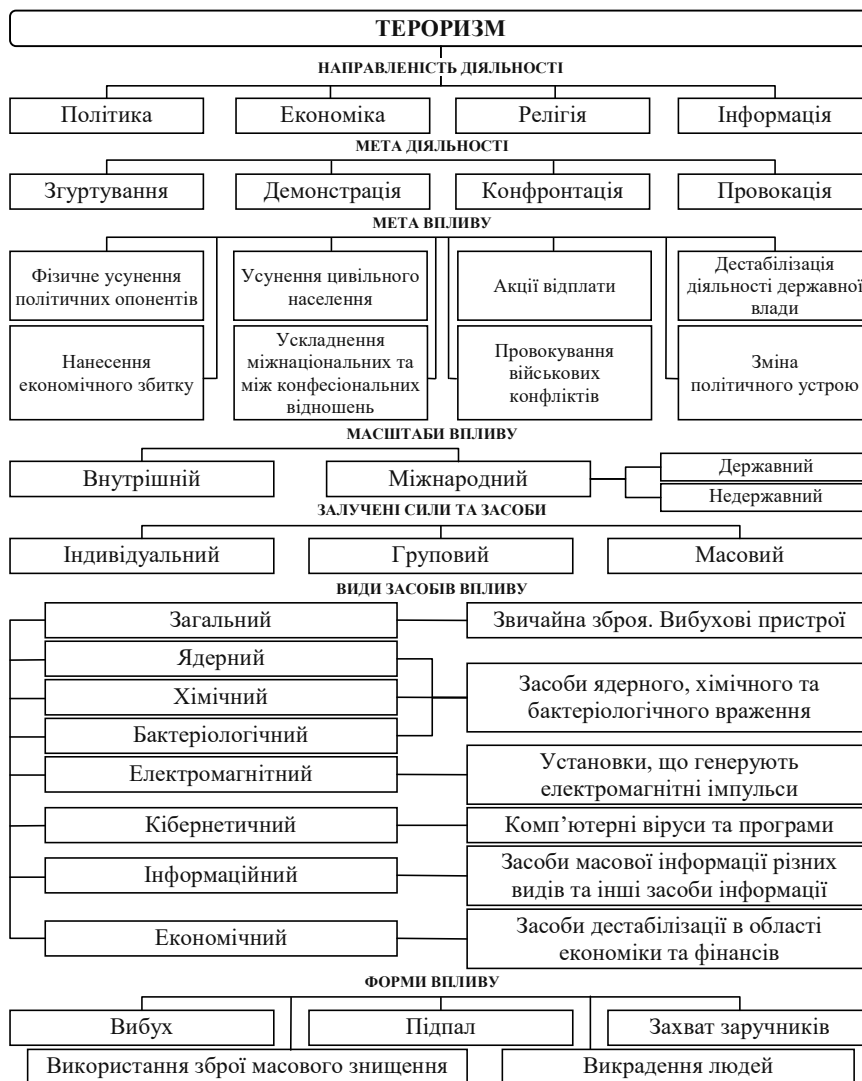 ТЕРОРИЗМ
НАПРАВЛЕНІСТЬ ДІЯЛЬНОСТІ
Політика
Економіка
Релігія
Інформація
МЕТА ДІЯЛЬНОСТІ
Згуртування
Демонстрація
Конфронтація
Провокація
МЕТА ВПЛИВУ
Фізичне усунення
політичних опонентів
Усунення цивільного
населення
Акції відплати
Дестабілізація
діяльності державної
влади
Нанесення
економічного збитку
Ускладнення
міжнаціональних та
між конфесіональних
відношень
Провокування
військових
конфліктів
Зміна
політичного устрою
МАСШТАБИ ВПЛИВУ
Внутрішній
Міжнародний
Державний
Недержавний
ЗАЛУЧЕНІ СИЛИ ТА ЗАСОБИ
Індивідуальний
Груповий
Масовий
ВИДИ ЗАСОБІВ ВПЛИВУ
Загальний
Звичайна зброя. Вибухові пристрої
Ядерний
Хімічний
Бактеріологічний
Засоби ядерного, хімічного та
бактеріологічного враження
Електромагнітний
Установки, що генерують
електромагнітні імпульси
Кібернетичний
Комп’ютерні віруси та програми
Інформаційний
Засоби масової інформації різних
видів та інші засоби інформації
Економічний
Засоби дестабілізації в області
економіки та фінансів
ФОРМИ ВПЛИВУ
Вибух
Підпал
Захват заручників
Використання зброї масового знищення
Викрадення людей